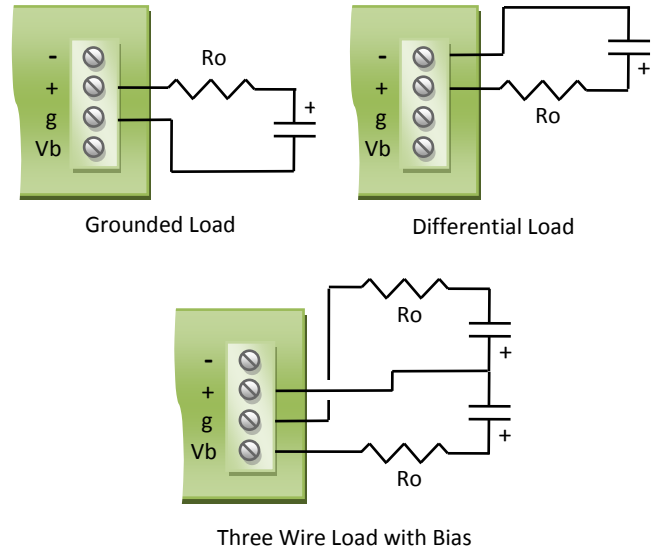 -
+
g
Vb
Ro
+
Grounded Load
-
+
g
Vb
Ro
+
Differential Load
-
+
g
Vb
Ro
+
+
Ro
Three Wire Load with Bias